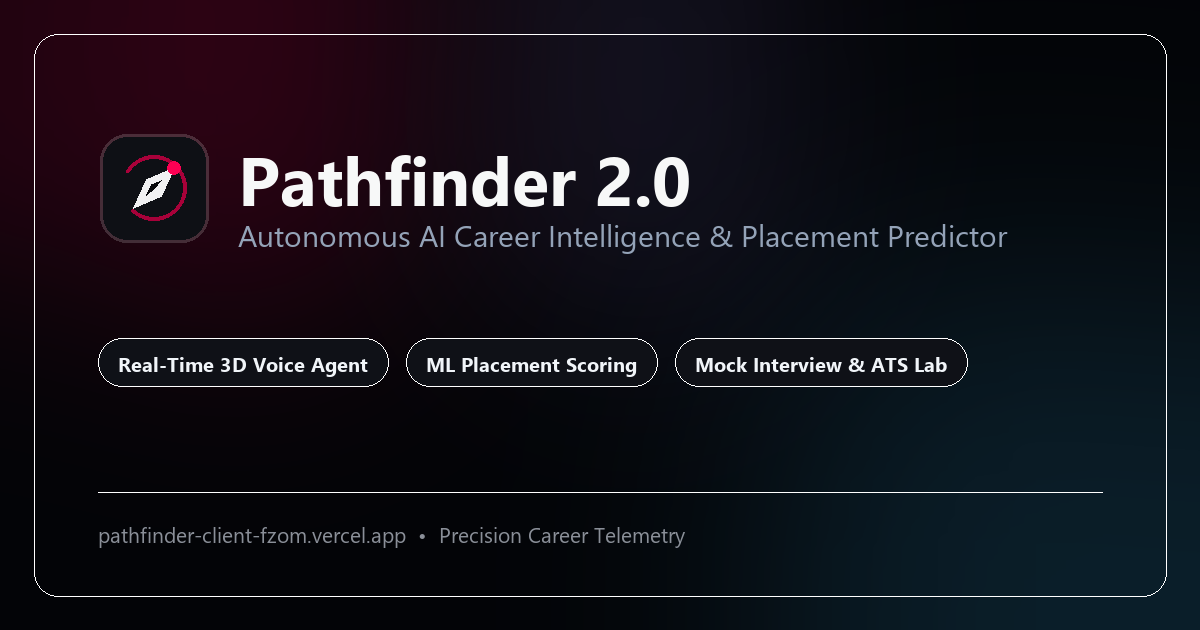 Pathfinder 2.0
Autonomous AI Career Intelligence & Placement Predictor
Real-Time 3D Voice Agent
ML Placement Scoring
Mock Interview & ATS Lab
pathfinder-client-fzom.vercel.app • Precision Career Telemetry